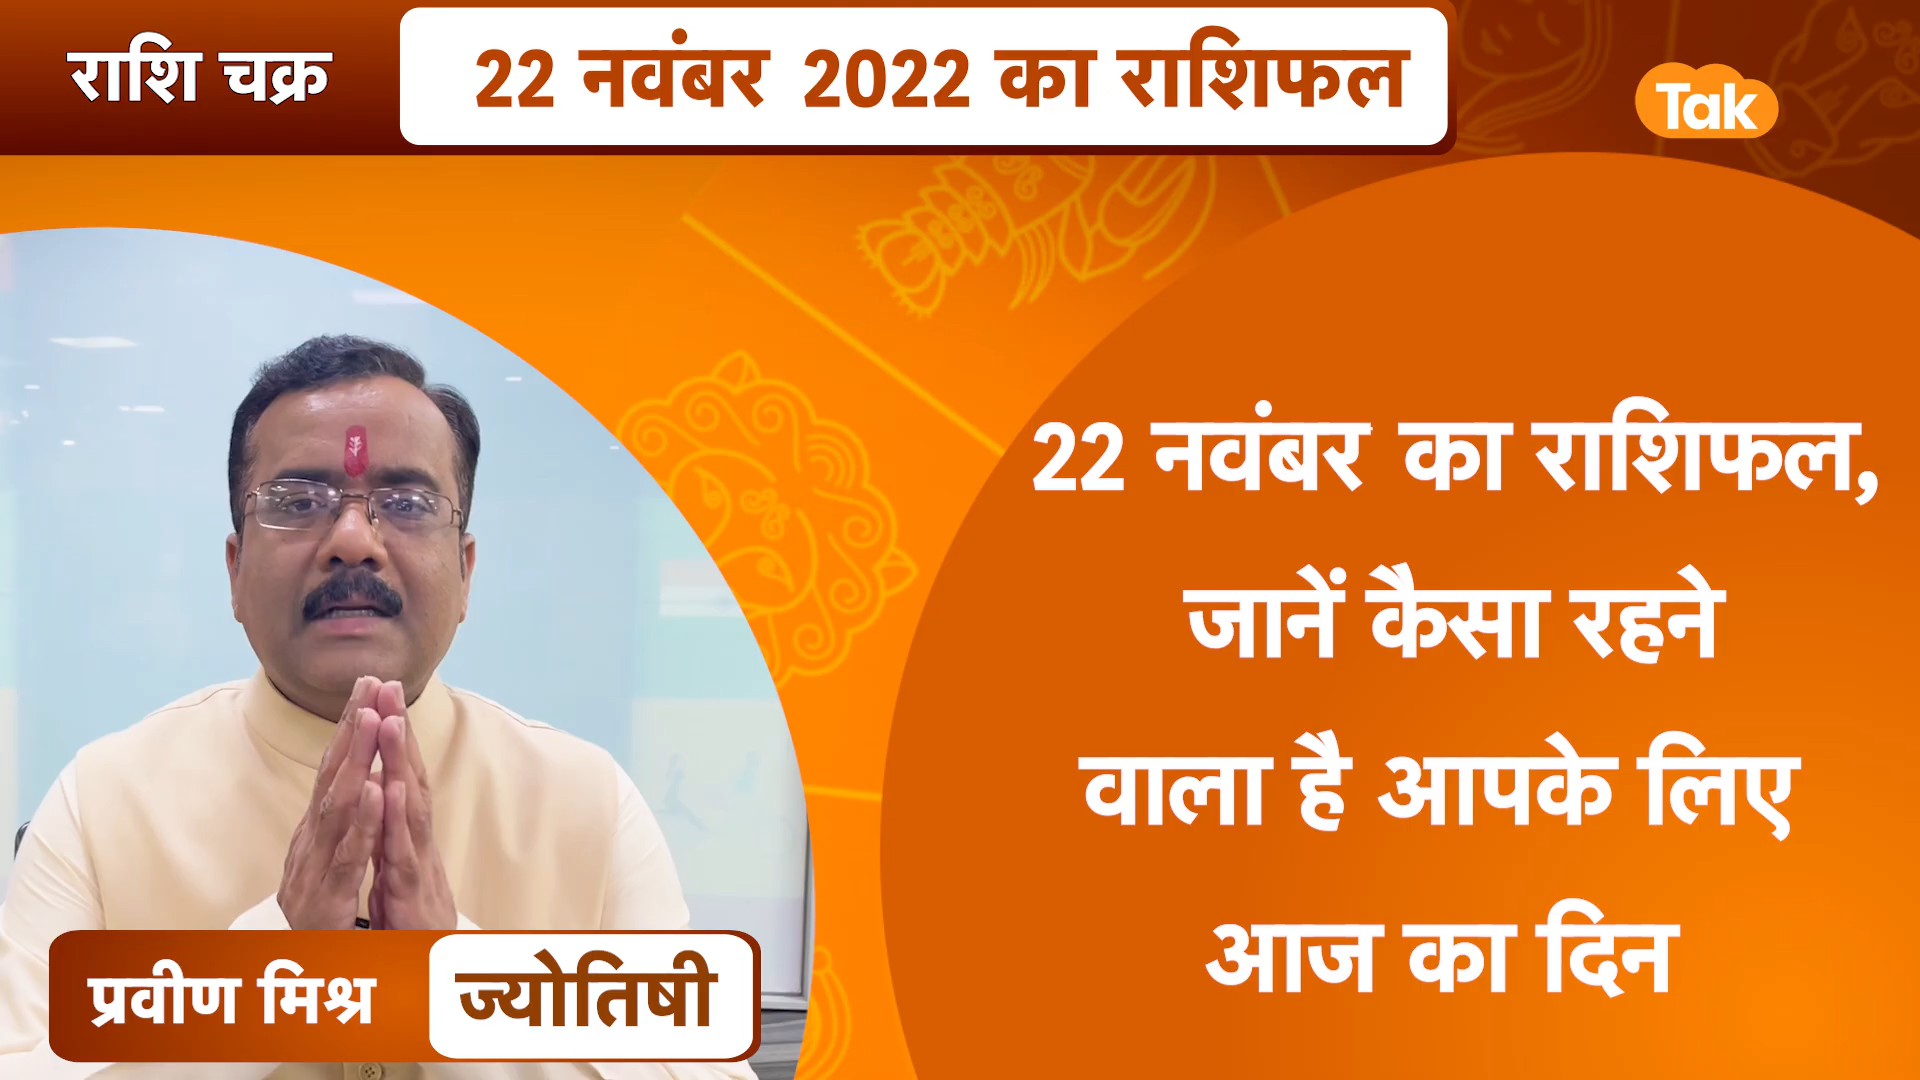 राशि चक्र
22 नवंबर 2022 का राशिफल
Tak
22 नवंबर का राशिफल,
जानें कैसा रहने
वाला है आपके लिए
आज का दिन
प्रवीण मिश्र
ज्योतिषी